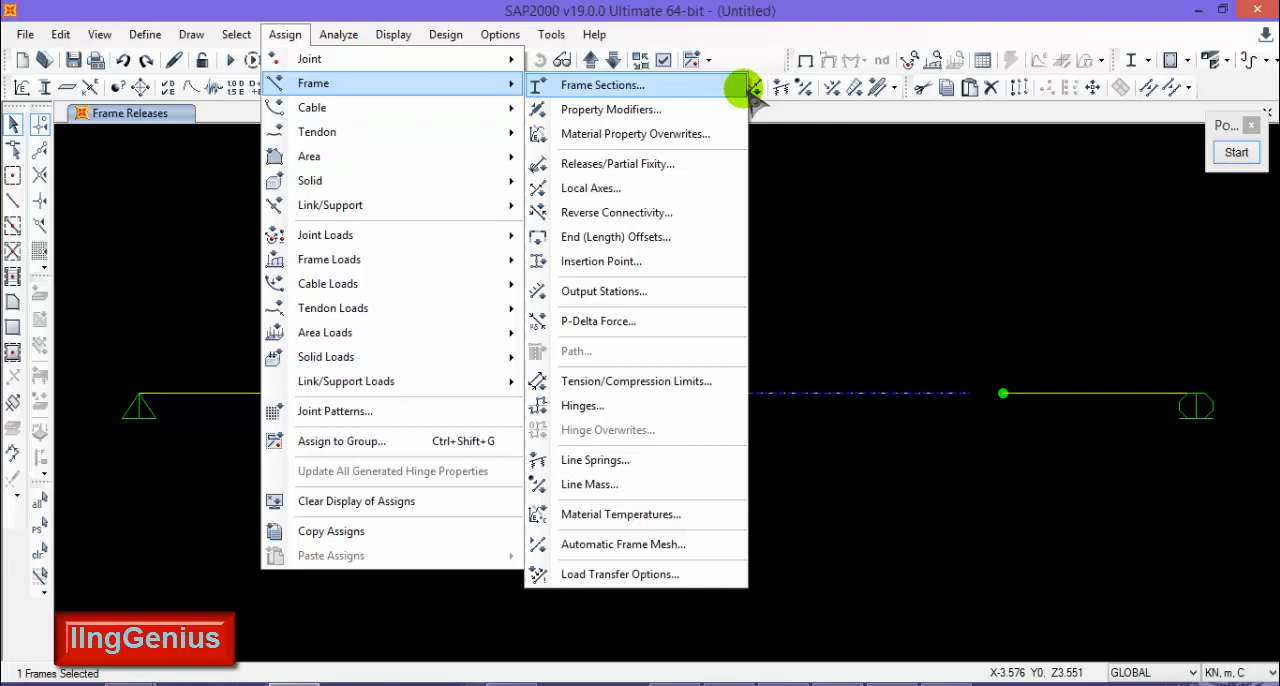 SAP2000 v19.0.0 Ultimate 64-bit - (Untitled)
File Edit View Define Draw Select Assign Analyze Display Design Options Tools Help
nd
Frame Releases
Joint
Frame
Cable
Tendon
Area
Solid
Link/Support
Joint Loads
Frame Loads
Cable Loads
Tendon Loads
Area Loads
Solid Loads
Link/Support Loads
Joint Patterns...
Assign to Group... Ctrl+Shift+G
Update All Generated Hinge Properties
Clear Display of Assigns
Copy Assigns
Paste Assigns
Frame Sections...
Property Modifiers...
Material Property Overwrites...
Releases/Partial Fixity...
Local Axes...
Reverse Connectivity...
End (Length) Offsets...
Insertion Point...
Output Stations...
P-Delta Force...
Path...
Tension/Compression Limits...
Hinges...
Hinge Overwrites...
Line Springs...
Line Mass...
Material Temperatures...
Automatic Frame Mesh...
Load Transfer Options...
Po... x
Start
all
ps
clr
IIngGenius
1 Frames Selected
X-3.576 Y0. Z3.551
GLOBAL
KN, m, C